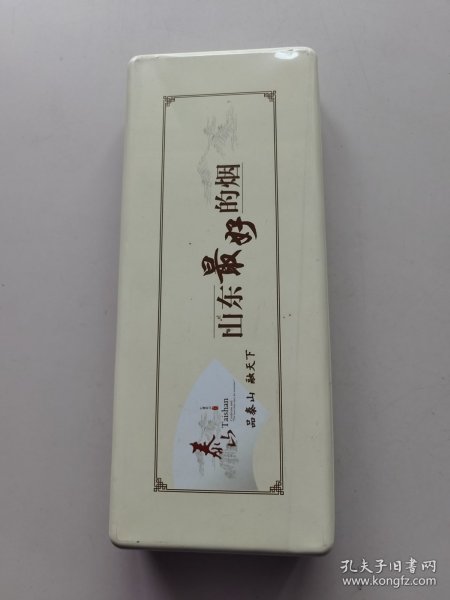 山东最好的烟
品泰山 融天下
泰山
Taishan
孔夫子旧书网
www.kongfz.com